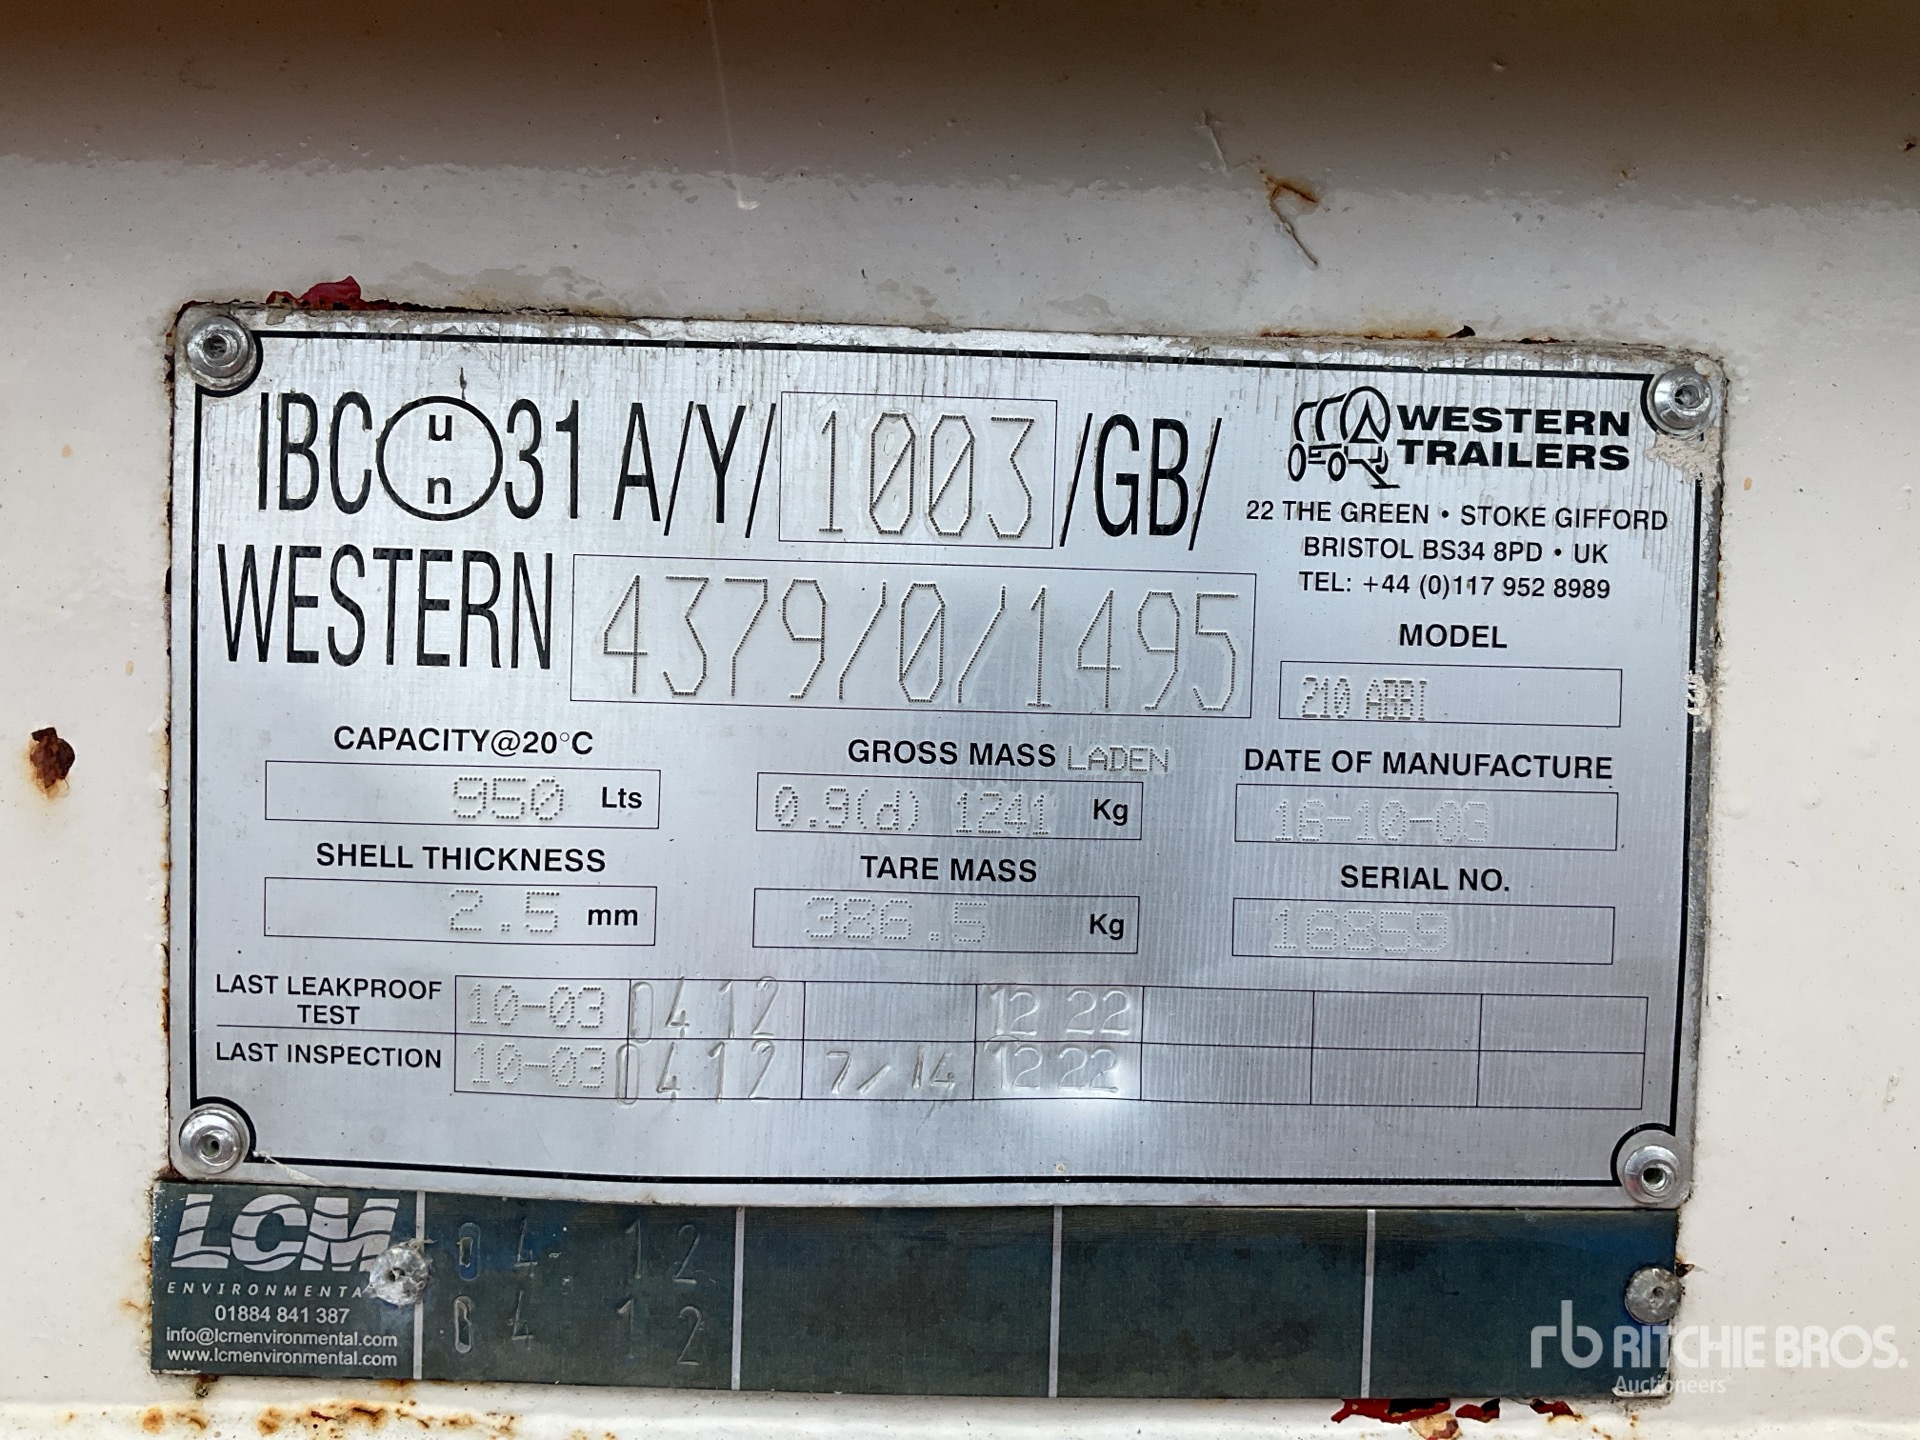 IBC un 31 A/Y/ 1003 /GB/
WESTERN 4379/0/1495
WESTERN
TRAILERS
22 THE GREEN • STOKE GIFFORD
BRISTOL BS34 8PD • UK
TEL: +44 (0)117 952 8989
MODEL
210 ABBI
CAPACITY@20°C
950 Lts
GROSS MASS LADEN
0.9(d) 1241 Kg
DATE OF MANUFACTURE
16-10-03
SHELL THICKNESS
2.5 mm
TARE MASS
386.5 Kg
SERIAL NO.
16859
LAST LEAKPROOF
TEST
10-03 04 12 12 22
LAST INSPECTION 10-03 04 12 7/14 12 22
LCM
ENVIRONMENTA
01884 841 387
info@lcmenvironmental.com
www.lcmenvironmental.com
04 12
04 12
rb RITCHIE BROS.
Auctioneers